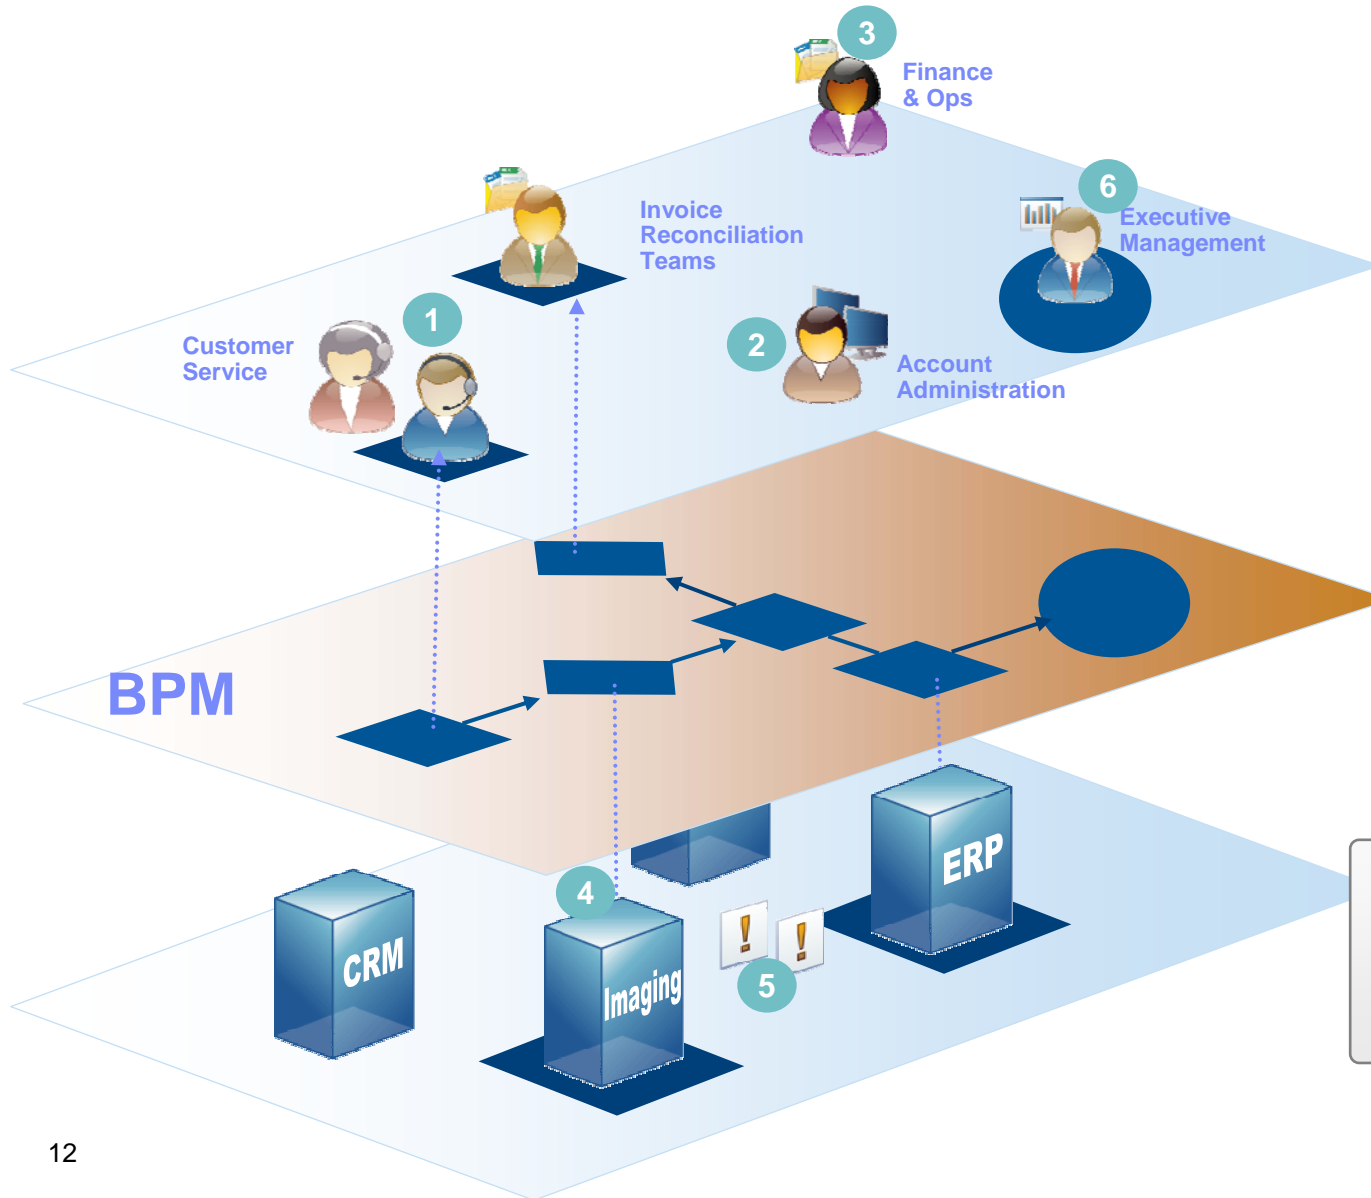 3
Finance
& Ops
6
Executive
Management
Invoice
Reconciliation
Teams
1
Customer
Service
2
Account
Administration
BPM
ERP
4
CRM
Imaging
!
!
5
12